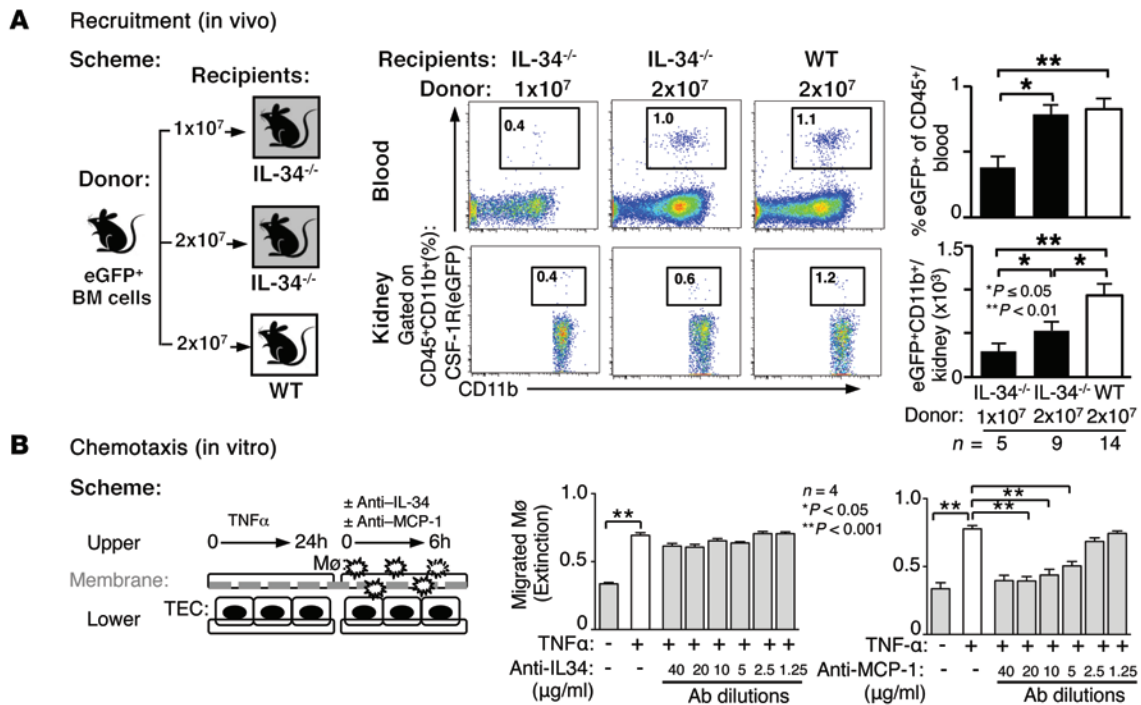 A Recruitment (in vivo)
Scheme:
Recipients:
Donor:
eGFP⁺
BM cells
1x10⁷
IL-34⁻/⁻
2x10⁷
IL-34⁻/⁻
2x10⁷
WT
Recipients: IL-34⁻/⁻ IL-34⁻/⁻ WT
Donor: 1x10⁷ 2x10⁷ 2x10⁷
Blood
0.4 1.0 1.1
Kidney
Gated on
CD45⁺CD11b⁺(%):
CSF-1R(eGFP)
0.4 0.6 1.2
CD11b
% eGFP⁺ of CD45⁺/
blood
1
0
**
*
eGFP⁺CD11b⁺/
kidney (x10³)
1.5
0
**
* *
*P ≤ 0.05
**P < 0.01
IL-34⁻/⁻ IL-34⁻/⁻ WT
Donor: 1x10⁷ 2x10⁷ 2x10⁷
n = 5 9 14
B Chemotaxis (in vitro)
Scheme:
± Anti–IL-34
± Anti–MCP-1
TNFα
Upper 0 24h 0 6h
Mø
Membrane:
TEC:
Lower
Migrated Mø
(Extinction)
1.0
0.5
0
**
n = 4
*P < 0.05
**P < 0.001
TNFα: - + + + + + + +
Anti-IL34: - - 40 20 10 5 2.5 1.25
(µg/ml) Ab dilutions
1.0
0.5
0
**
**
**
**
TNF-α: - + + + + + + +
Anti-MCP-1: - - 40 20 10 5 2.5 1.25
(µg/ml) Ab dilutions